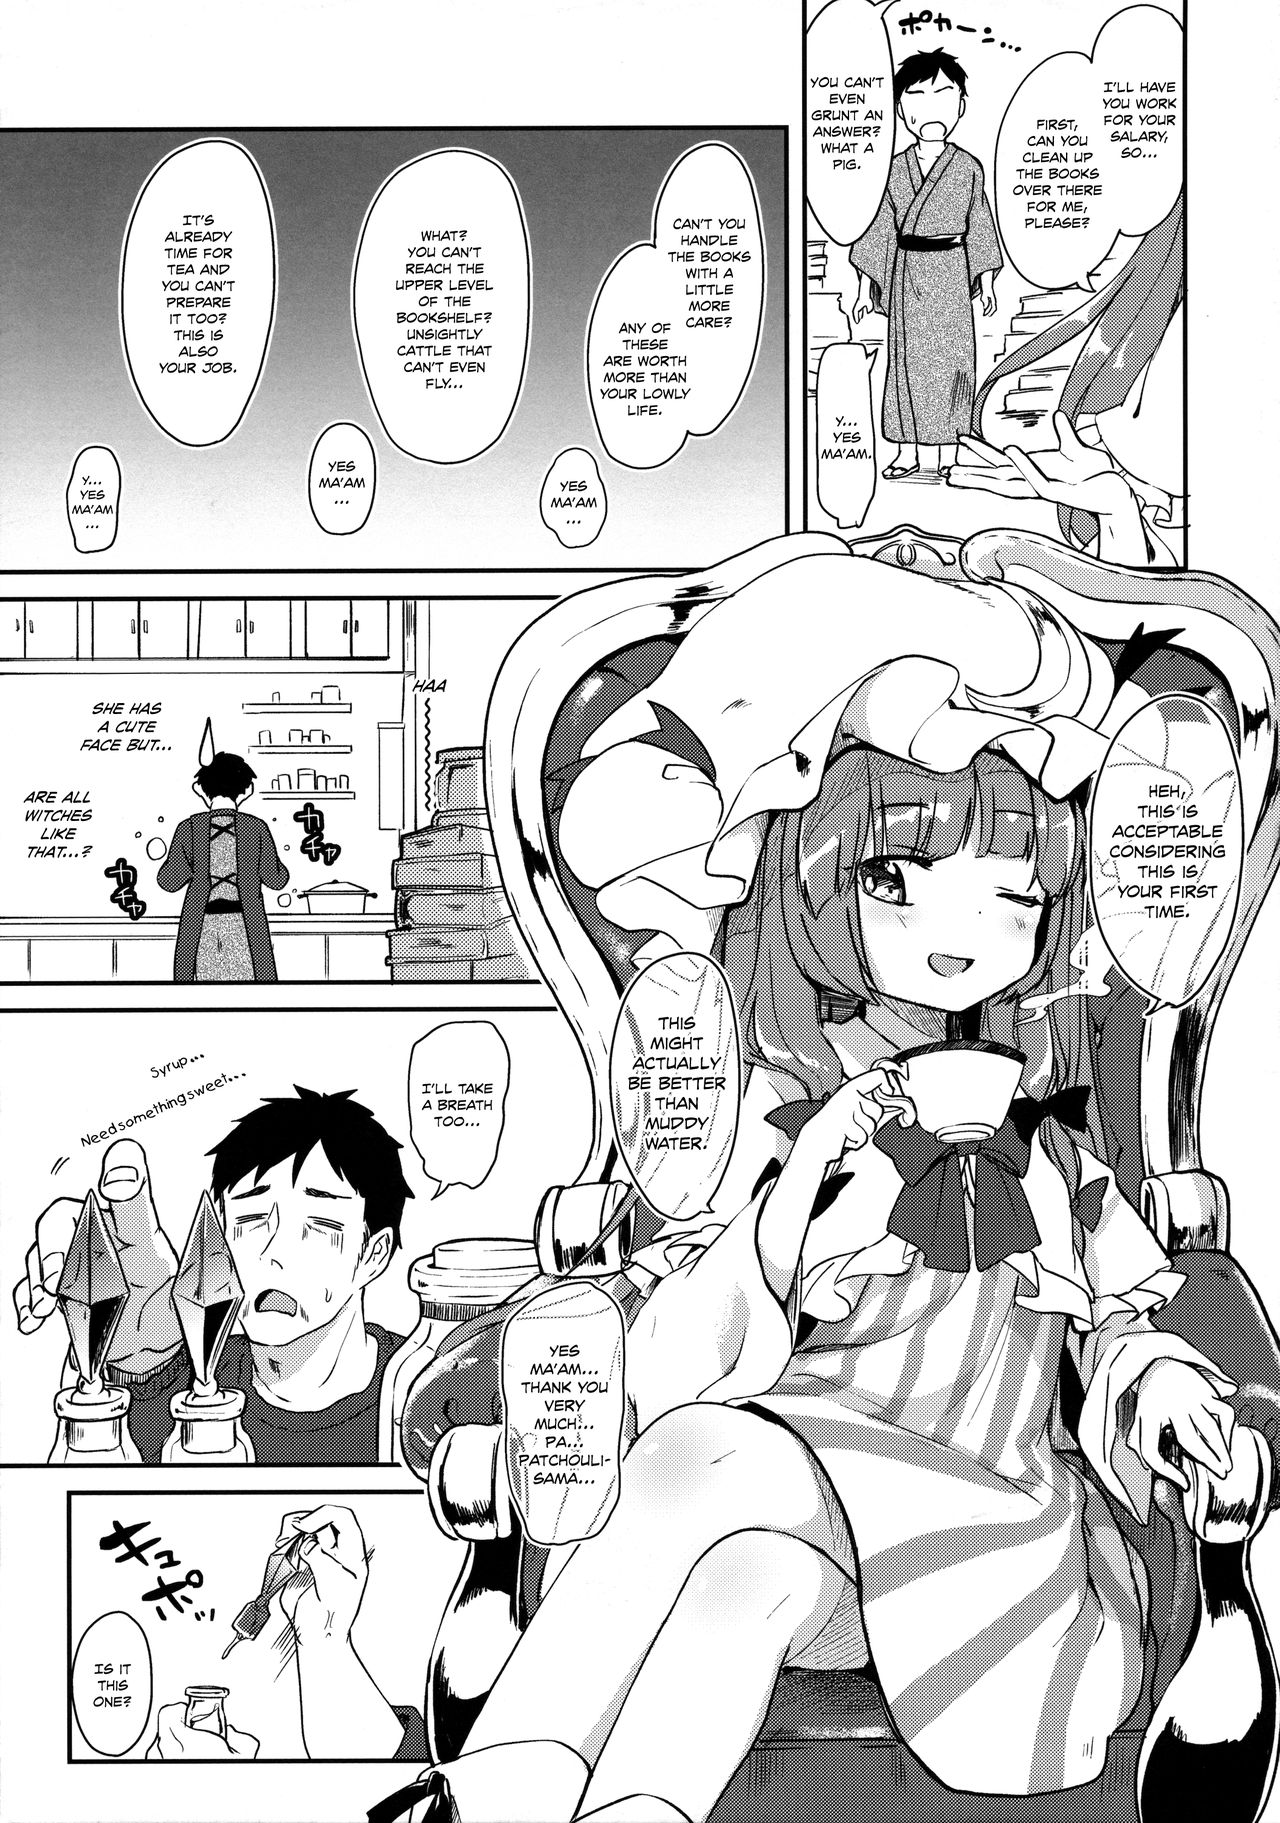 I'LL HAVE
YOU WORK
FOR YOUR
SALARY,
SO...
FIRST,
CAN YOU
CLEAN UP
THE BOOKS
OVER THERE
FOR ME,
PLEASE?
ポカーン...
YOU CAN'T
EVEN
GRUNT AN
ANSWER?
WHAT A
PIG.
Y...
YES
MA'AM.
CAN'T YOU
HANDLE
THE BOOKS
WITH A
LITTLE
MORE
CARE?
ANY OF
THESE
ARE WORTH
MORE THAN
YOUR LOWLY
LIFE.
YES
MA'AM
...
WHAT?
YOU CAN'T
REACH THE
UPPER LEVEL
OF THE
BOOKSHELF?
UNSIGHTLY
CATTLE THAT
CAN'T EVEN
FLY...
YES
MA'AM
...
IT'S
ALREADY
TIME FOR
TEA AND
YOU CAN'T
PREPARE
IT TOO?
THIS IS
ALSO
YOUR JOB.
Y...
YES
MA'AM
...
HAA
SHE HAS
A CUTE
FACE BUT...
ARE ALL
WITCHES
LIKE
THAT...?
カチャ
カチャ
HEH,
THIS IS
ACCEPTABLE
CONSIDERING
THIS IS
YOUR FIRST
TIME.
THIS
MIGHT
ACTUALLY
BE BETTER
THAN
MUDDY
WATER.
YES
MA'AM...
THANK YOU
VERY
MUCH...
PA...
PATCHOULI-
SAMA...
I'LL TAKE
A BREATH
TOO...
Syrup...
Need something sweet...
キュポッ
IS IT
THIS
ONE?